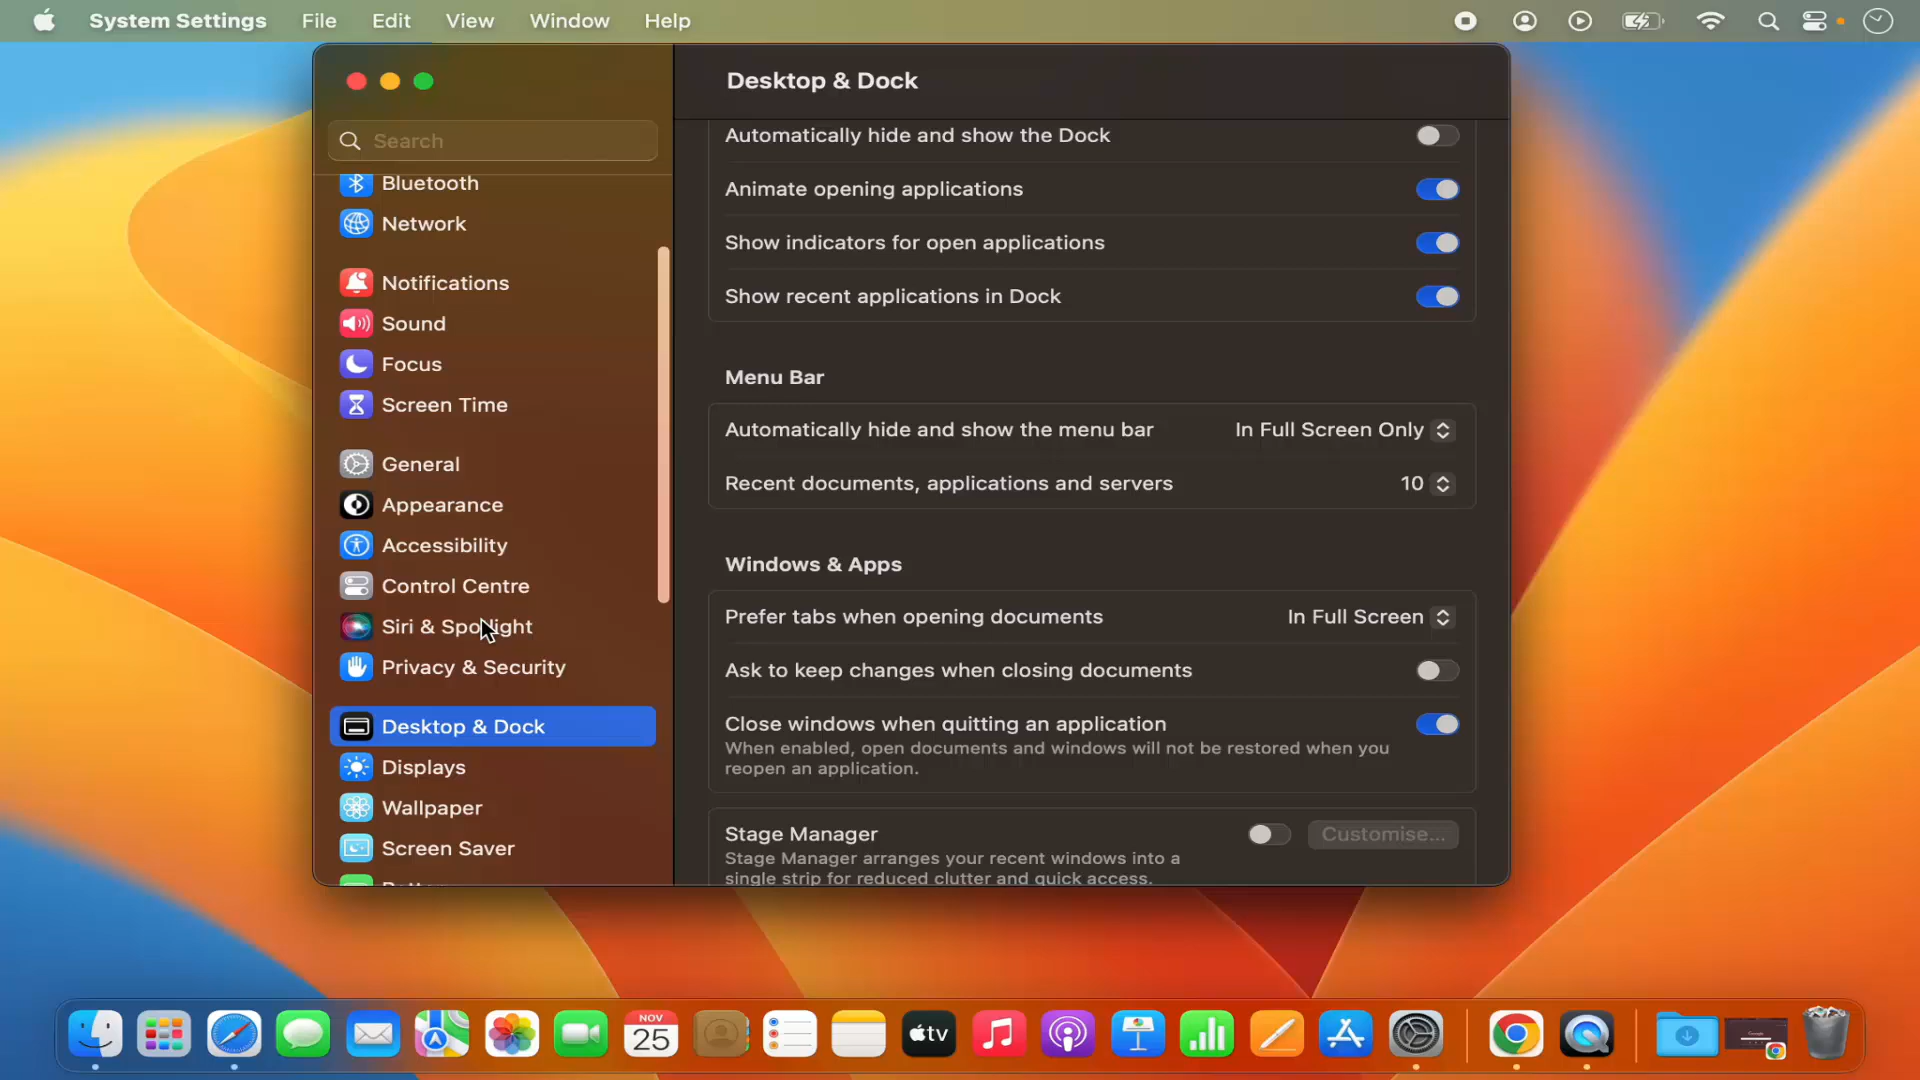 System Settings File Edit View Window Help
Desktop & Dock
Search
Bluetooth
Network
Notifications
Sound
Focus
Screen Time
General
Appearance
Accessibility
Control Centre
Siri & Spotlight
Privacy & Security
Desktop & Dock
Displays
Wallpaper
Screen Saver
Automatically hide and show the Dock
Animate opening applications
Show indicators for open applications
Show recent applications in Dock
Menu Bar
Automatically hide and show the menu bar In Full Screen Only
Recent documents, applications and servers 10
Windows & Apps
Prefer tabs when opening documents In Full Screen
Ask to keep changes when closing documents
Close windows when quitting an application
When enabled, open documents and windows will not be restored when you
reopen an application.
Stage Manager Customise...
Stage Manager arranges your recent windows into a
single strip for reduced clutter and quick access.
NOV
25
tv